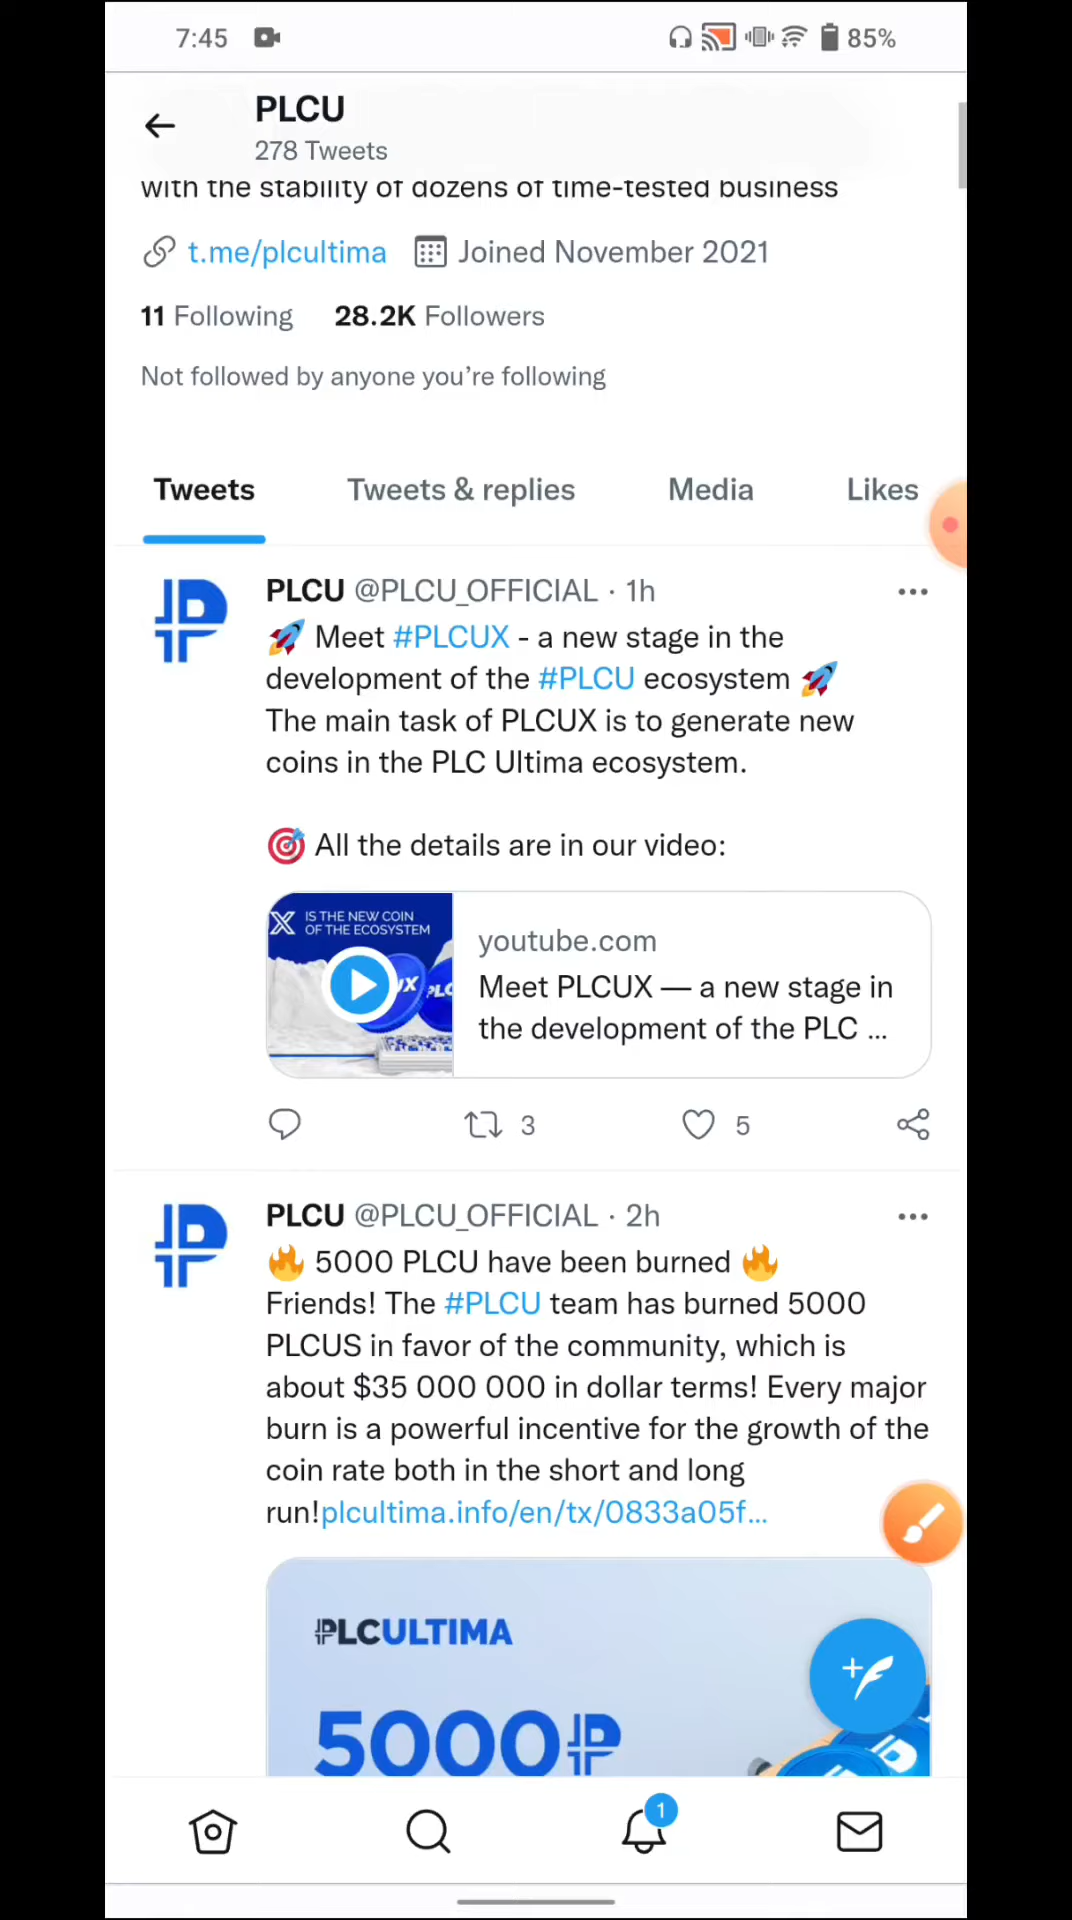 7:45
85%
PLCU
278 Tweets
with the stability of dozens of time-tested business
t.me/plcultima Joined November 2021
11 Following 28.2K Followers
Not followed by anyone you’re following
Tweets Tweets & replies Media Likes
PLCU @PLCU_OFFICIAL · 1h
🚀 Meet #PLCUX - a new stage in the
development of the #PLCU ecosystem 🚀
The main task of PLCUX is to generate new
coins in the PLC Ultima ecosystem.
🎯 All the details are in our video:
X IS THE NEW COIN
OF THE ECOSYSTEM
UX PLC
youtube.com
Meet PLCUX — a new stage in
the development of the PLC ...
3 5
PLCU @PLCU_OFFICIAL · 2h
🔥 5000 PLCU have been burned 🔥
Friends! The #PLCU team has burned 5000
PLCUS in favor of the community, which is
about $35 000 000 in dollar terms! Every major
burn is a powerful incentive for the growth of the
coin rate both in the short and long
run!plcultima.info/en/tx/0833a05f...
PLCULTIMA
5000
1